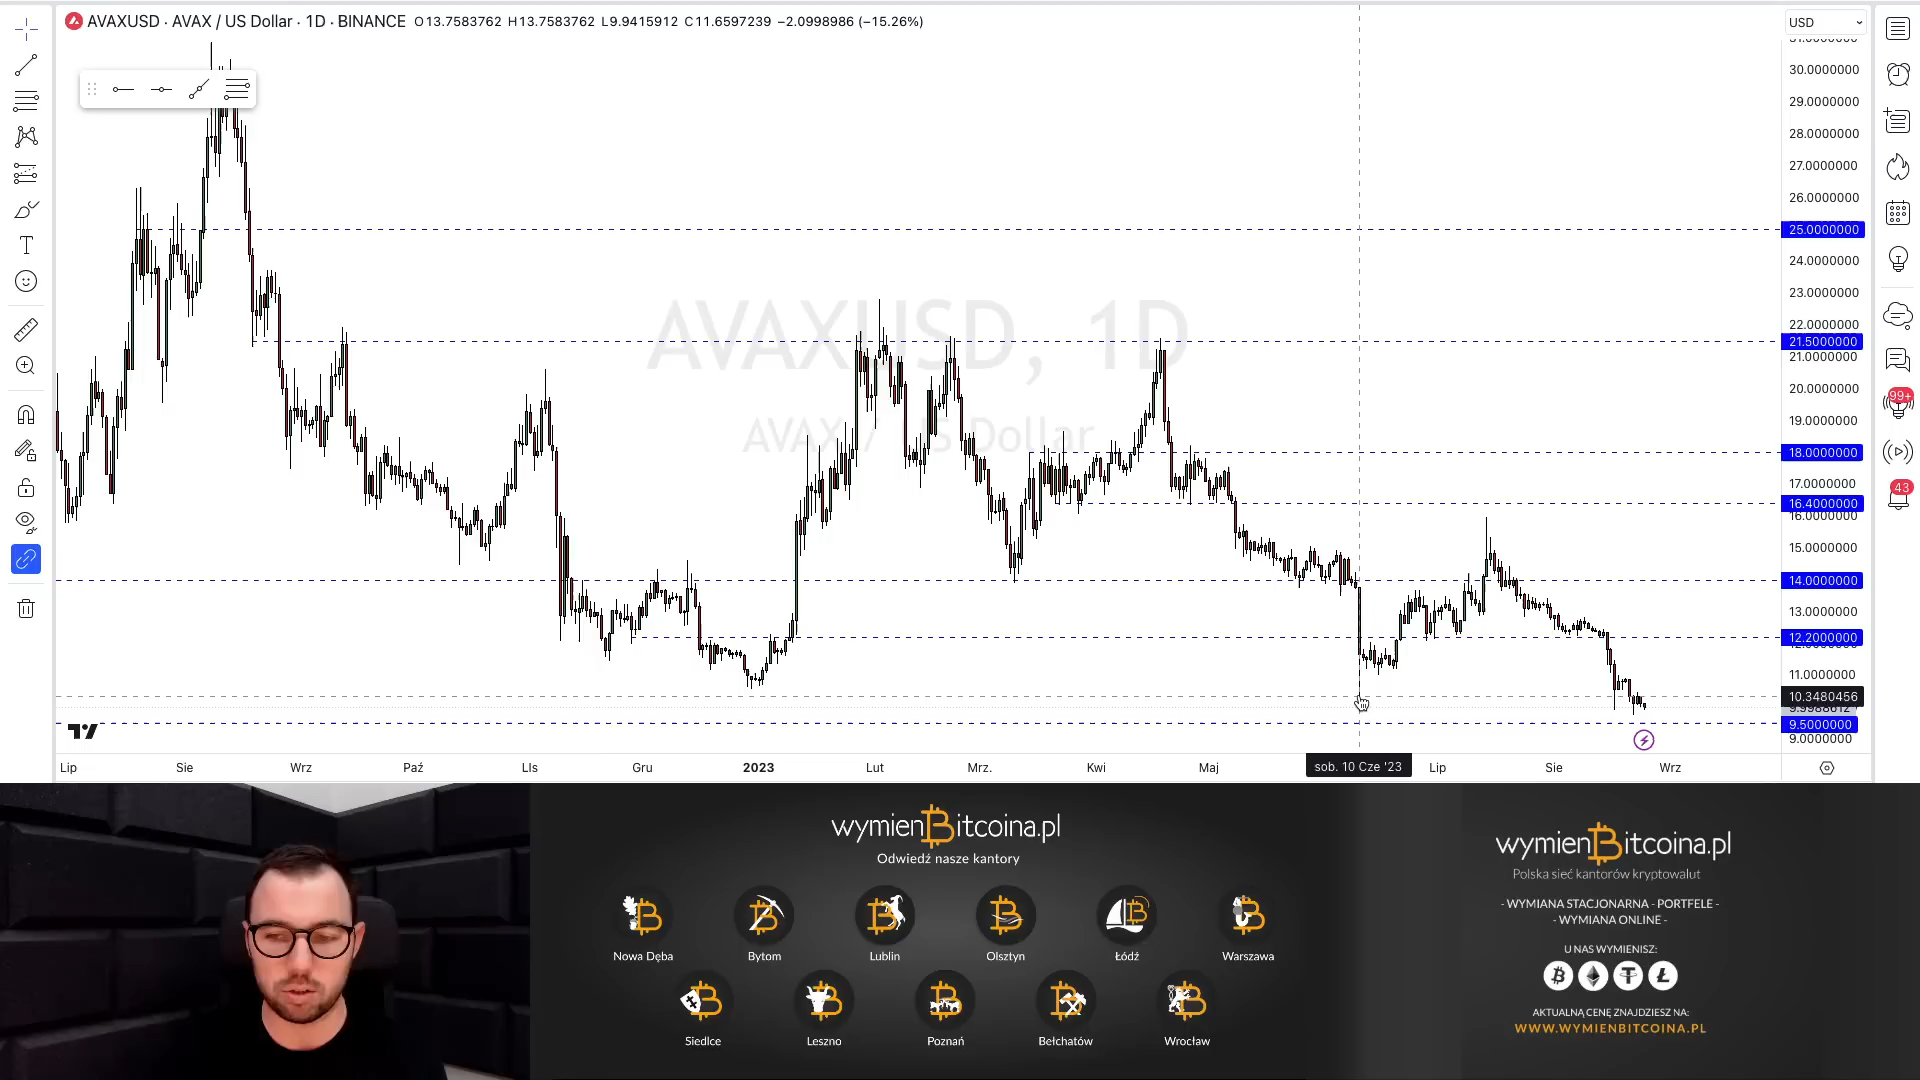 AVAXUSD · AVAX / US Dollar · 1D · BINANCE O13.7583762 H13.7583762 L9.9415912 C11.6597239 −2.0998986 (−15.26%)
USD
30.0000000
29.0000000
28.0000000
27.0000000
26.0000000
25.0000000
24.0000000
23.0000000
22.0000000
21.5000000
21.0000000
20.0000000
19.0000000
18.0000000
17.0000000
16.4000000
16.0000000
15.0000000
14.0000000
13.0000000
12.2000000
11.0000000
10.3480456
9.5000000
9.0000000
AVAXUSD, 1D
AVAX / US Dollar
99+
43
Lip
Sie
Wrz
Paź
LIs
Gru
2023
Lut
Mrz.
Kwi
Maj
sob. 10 Cze '23
Lip
Sie
Wrz
wymienBitcoina.pl
Odwiedź nasze kantory
Nowa Dęba
Bytom
Lublin
Olsztyn
Łódź
Warszawa
Siedlce
Leszno
Poznań
Bełchatów
Wrocław
wymienBitcoina.pl
Polska sieć kantorów kryptowalut
- WYMIANA STACJONARNA - PORTFELE -
- WYMIANA ONLINE -
U NAS WYMIENISZ:
AKTUALNĄ CENĘ ZNAJDZIESZ NA:
WWW.WYMIENBITCOINA.PL